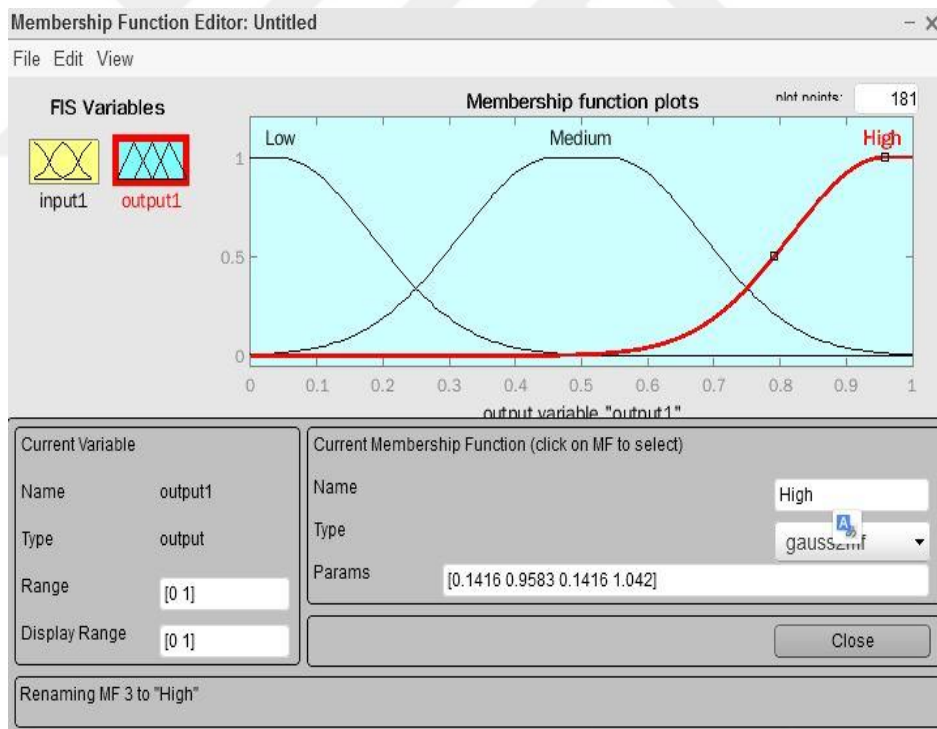 Membership Function Editor: Untitled
File Edit View
FIS Variables
input1 output1
Membership function plots
plot points: 181
Low Medium High
1
0.5
0
0 0.1 0.2 0.3 0.4 0.5 0.6 0.7 0.8 0.9 1
output variable "output1"
Current Variable
Name output1
Type output
Range [0 1]
Display Range [0 1]
Current Membership Function (click on MF to select)
Name High
Type gauss2mf
Params [0.1416 0.9583 0.1416 1.042]
Close
Renaming MF 3 to "High"